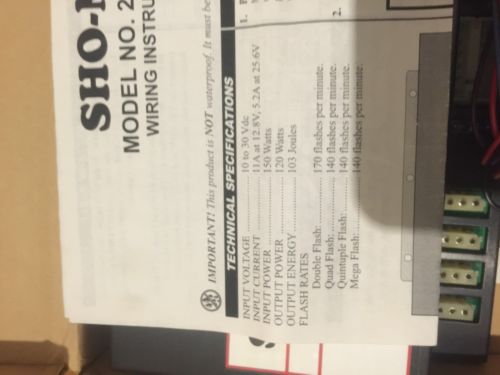 SHO-
MODEL NO. 2
WIRING INSTRU
IMPORTANT! This product is NOT waterproof. It must be
TECHNICAL SPECIFICATIONS
INPUT VOLTAGE ............ 10 to 30 Vdc
INPUT CURRENT ............ 11A at 12.8V; 5.2A at 25.6V
INPUT POWER ............ 150 Watts
OUTPUT POWER ............ 120 Watts
OUTPUT ENERGY ............ 103 Joules
FLASH RATES
Double Flash: ............ 170 flashes per minute.
Quad Flash: ............ 140 flashes per minute.
Quintuple Flash: ............ 140 flashes per minute.
Mega Flash: ............ 140 flashes per minute.
1.
2.